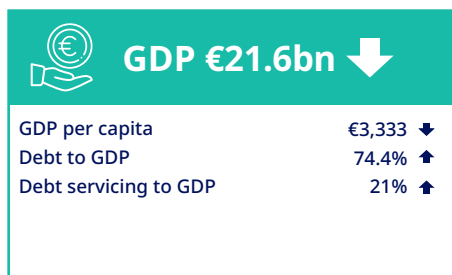 GDP €21.6bn
GDP per capita €3,333
Debt to GDP 74.4%
Debt servicing to GDP 21%